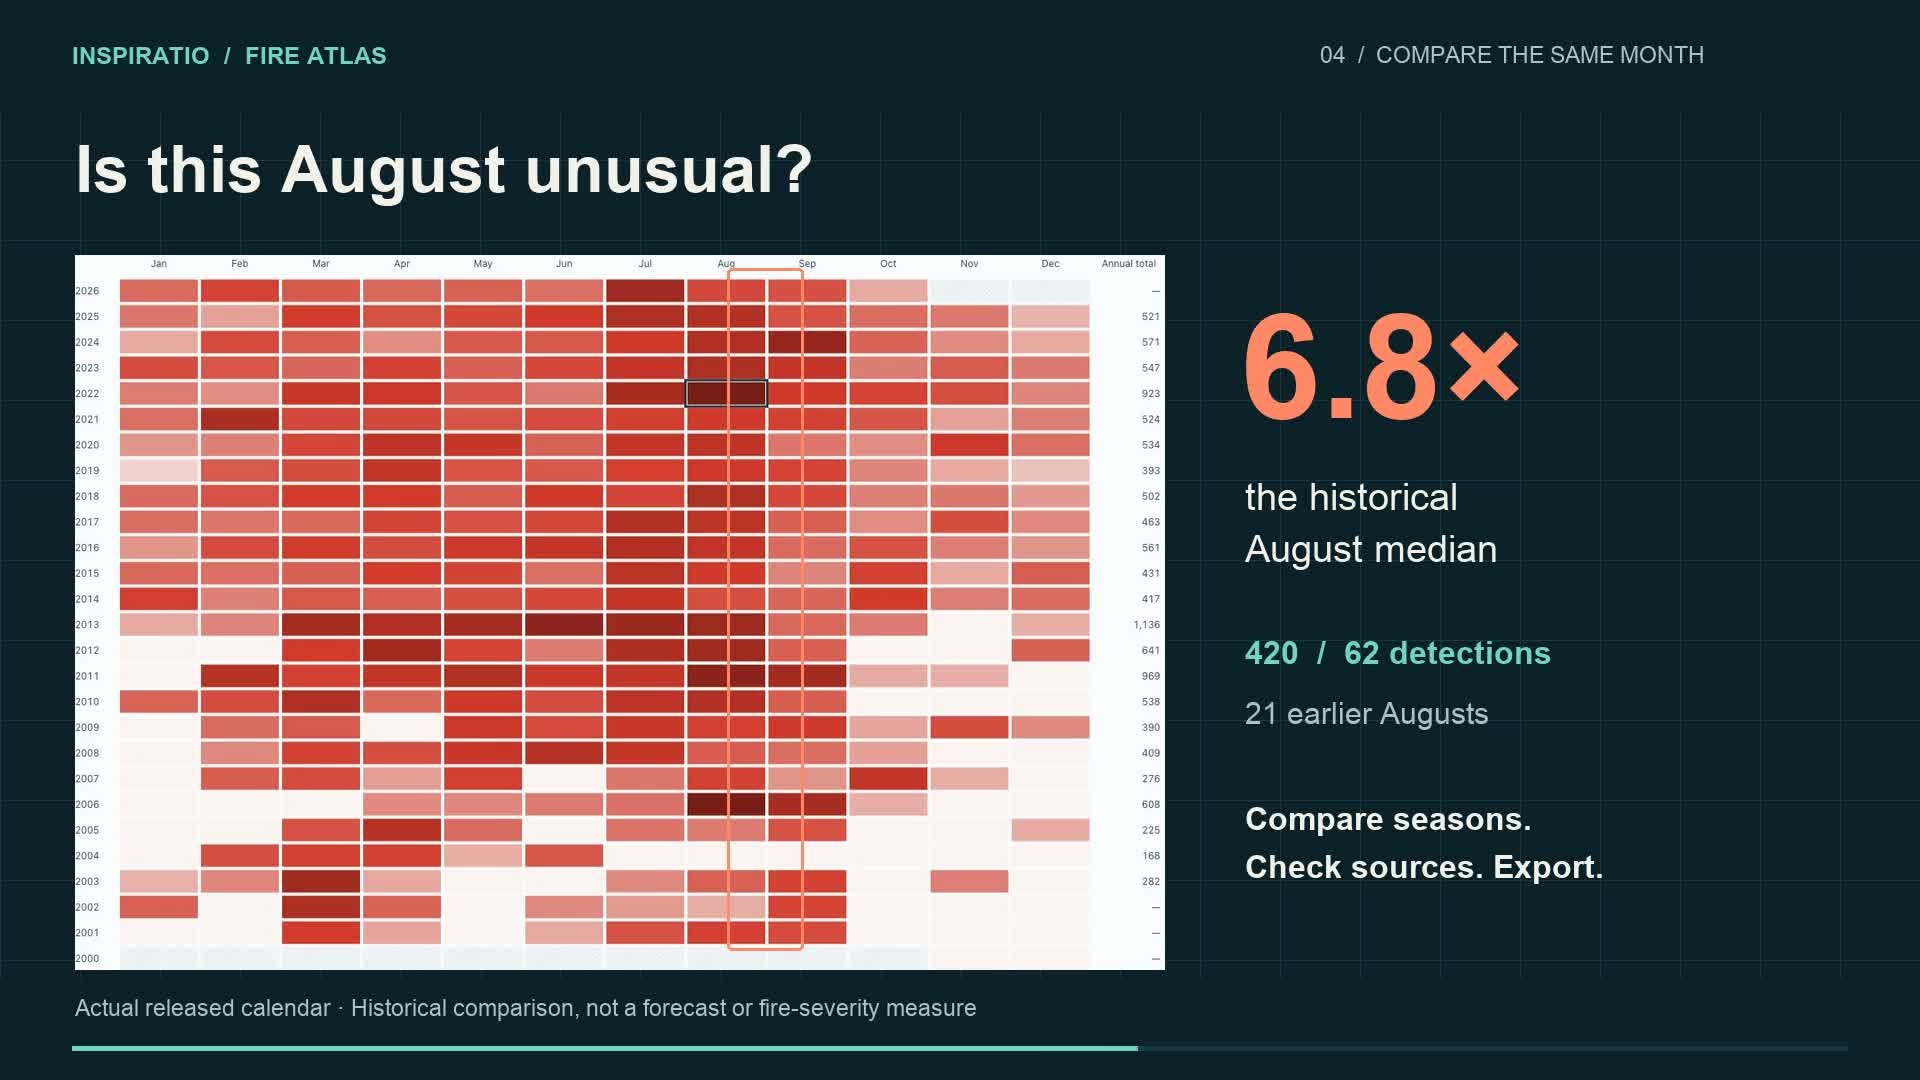 INSPIRATIO / FIRE ATLAS
04 / COMPARE THE SAME MONTH
Is this August unusual?
Jan Feb Mar Apr May Jun Jul Aug Sep Oct Nov Dec Annual total
2026 —
2025 521
2024 571
2023 547
2022 923
2021 524
2020 534
2019 393
2018 502
2017 463
2016 561
2015 431
2014 417
2013 1,136
2012 641
2011 969
2010 538
2009 390
2008 409
2007 276
2006 608
2005 225
2004 168
2003 282
2002 —
2001 —
2000 —
6.8×
the historical
August median
420 / 62 detections
21 earlier Augusts
Compare seasons.
Check sources. Export.
Actual released calendar · Historical comparison, not a forecast or fire-severity measure